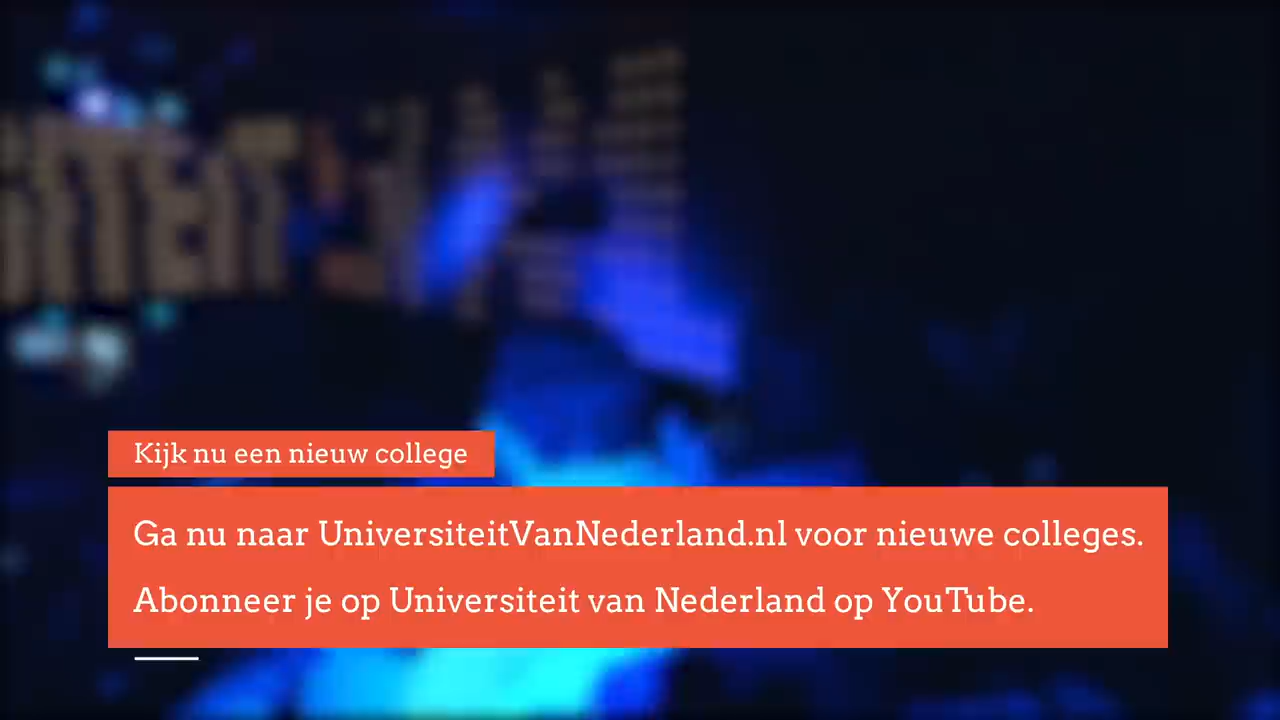 Kijk nu een nieuw college
Ga nu naar UniversiteitVanNederland.nl voor nieuwe colleges.
Abonneer je op Universiteit van Nederland op YouTube.